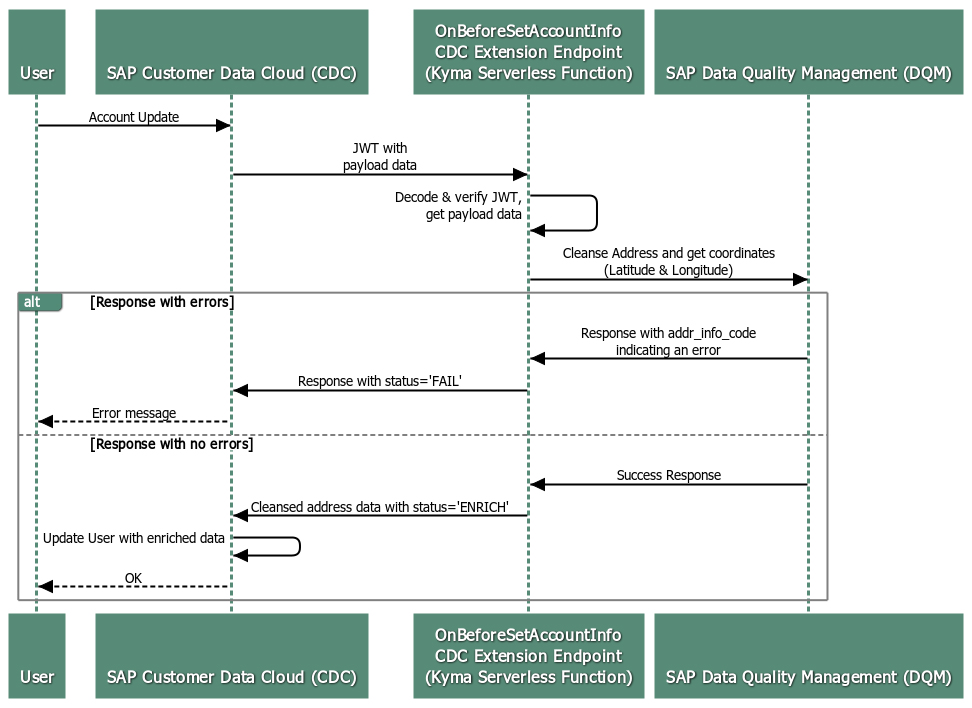 User
SAP Customer Data Cloud (CDC)
OnBeforeSetAccountInfo
CDC Extension Endpoint
(Kyma Serverless Function)
SAP Data Quality Management (DQM)
Account Update
JWT with
payload data
Decode & verify JWT,
get payload data
Cleanse Address and get coordinates
(Latitude & Longitude)
alt
[Response with errors]
Response with addr_info_code
indicating an error
Response with status='FAIL'
Error message
[Response with no errors]
Success Response
Cleansed address data with status='ENRICH'
Update User with enriched data
OK
User
SAP Customer Data Cloud (CDC)
OnBeforeSetAccountInfo
CDC Extension Endpoint
(Kyma Serverless Function)
SAP Data Quality Management (DQM)